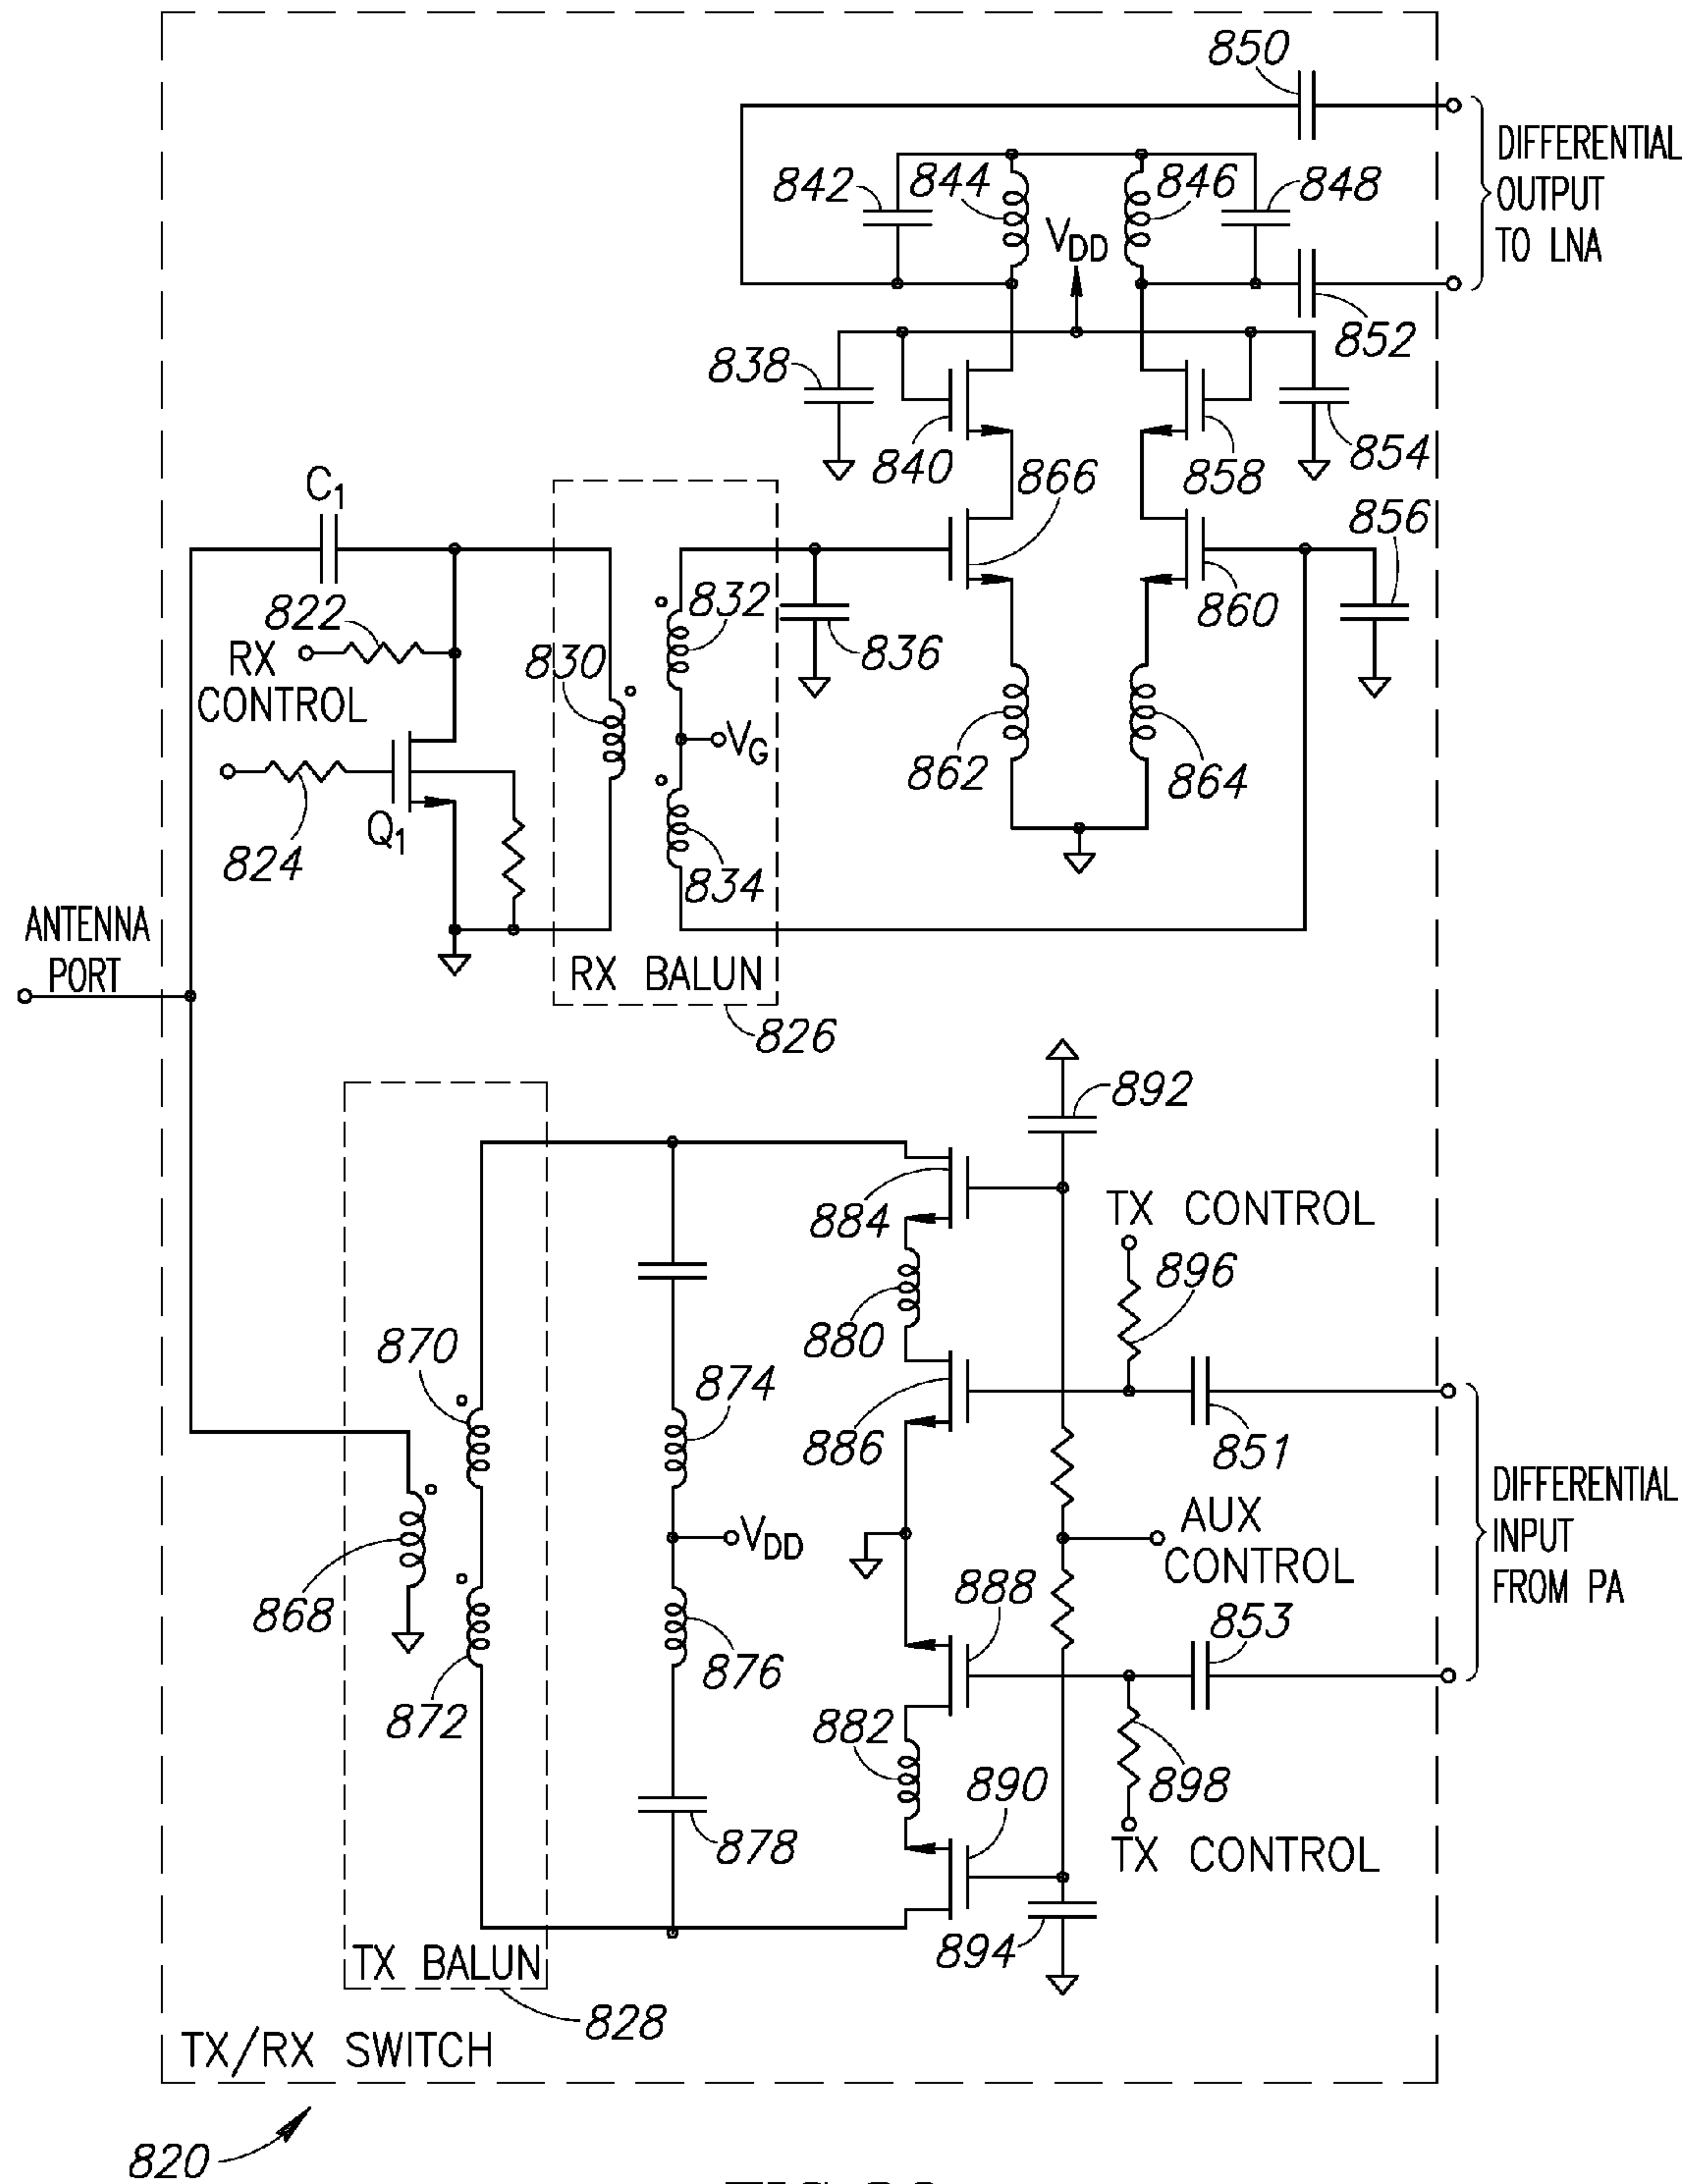 850
DIFFERENTIAL
OUTPUT
TO LNA
842
844
846
848
VDD
852
838
840
858
854
866
856
C1
822
RX
CONTROL
830
832
836
860
VG
862
864
Q1
824
834
ANTENNA
PORT
RX BALUN
826
892
884
TX CONTROL
896
880
870
874
886
851
DIFFERENTIAL
INPUT
FROM PA
VDD
AUX
CONTROL
868
888
853
872
876
882
890
898
878
TX CONTROL
894
TX BALUN
828
TX/RX SWITCH
820